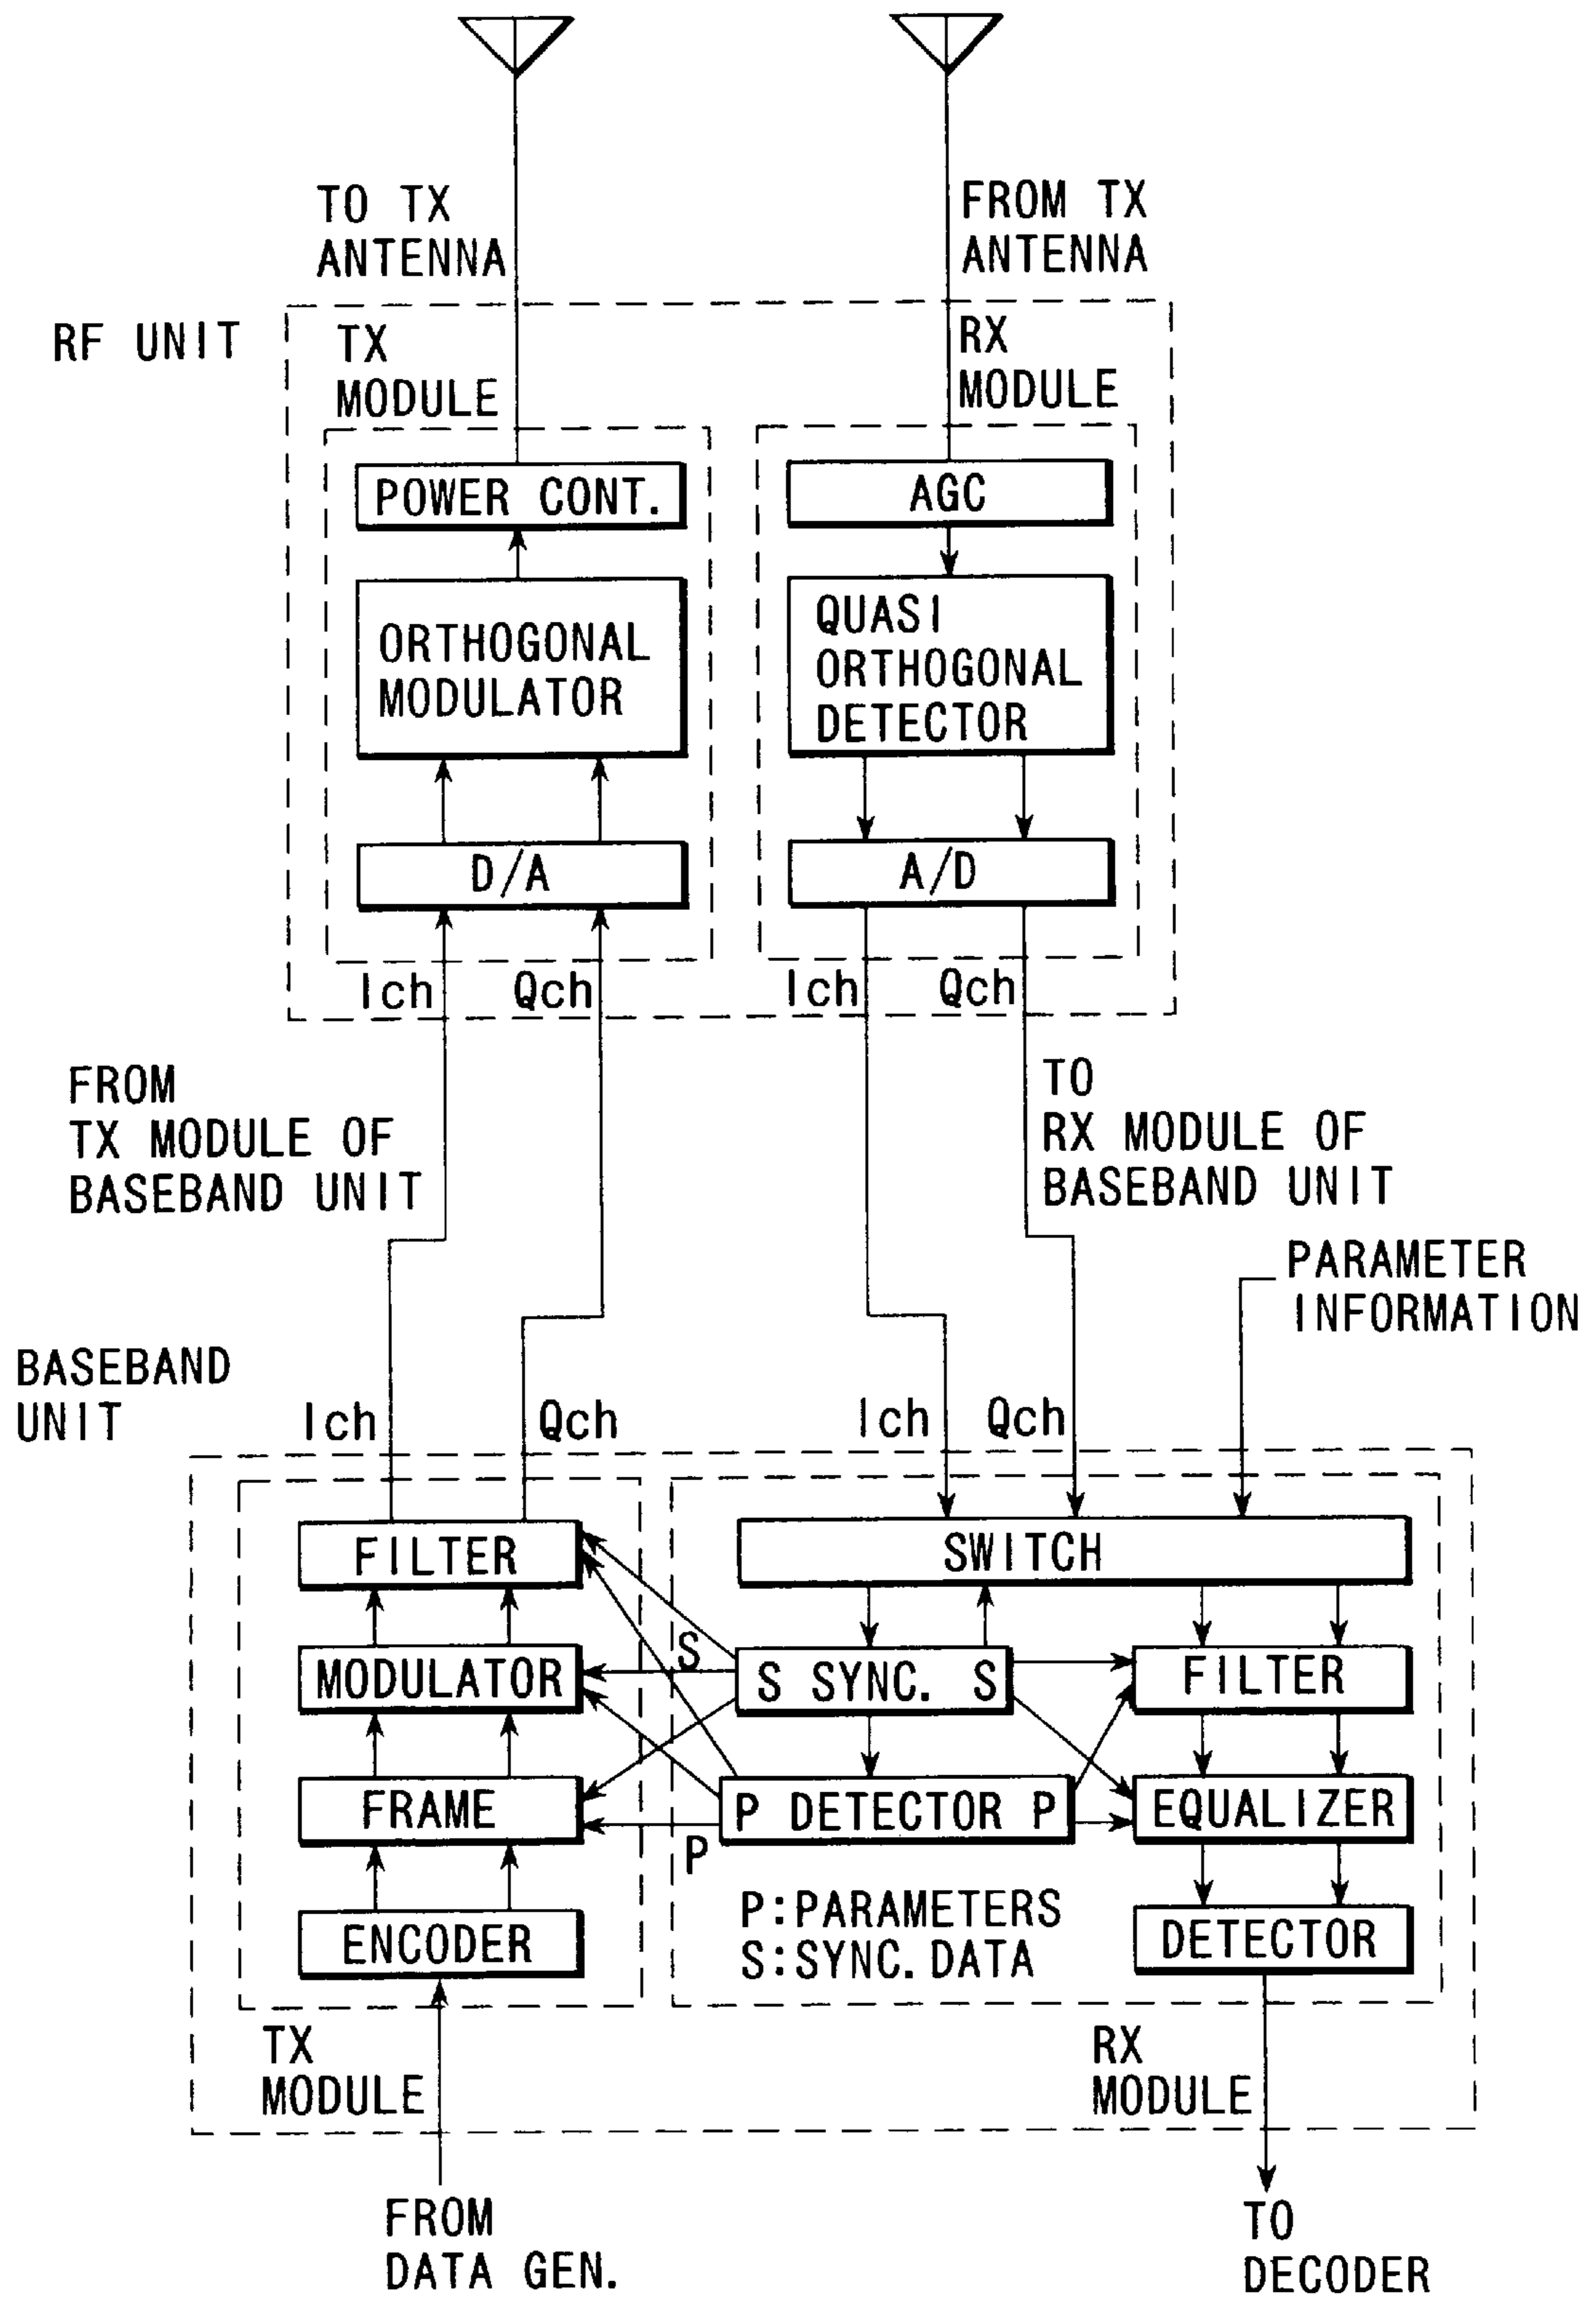 TO TX
ANTENNA
FROM TX
ANTENNA
RF UNIT
TX
MODULE
RX
MODULE
POWER CONT.
AGC
ORTHOGONAL
MODULATOR
QUASI
ORTHOGONAL
DETECTOR
D/A
A/D
Ich
Qch
Ich
Qch
FROM
TX MODULE OF
BASEBAND UNIT
TO
RX MODULE OF
BASEBAND UNIT
PARAMETER
INFORMATION
BASEBAND
UNIT
Ich
Qch
Ich
Qch
FILTER
SWITCH
MODULATOR
S
S SYNC. S
FILTER
FRAME
P DETECTOR P
EQUALIZER
P
ENCODER
P:PARAMETERS
S:SYNC. DATA
DETECTOR
TX
MODULE
RX
MODULE
FROM
DATA GEN.
TO
DECODER